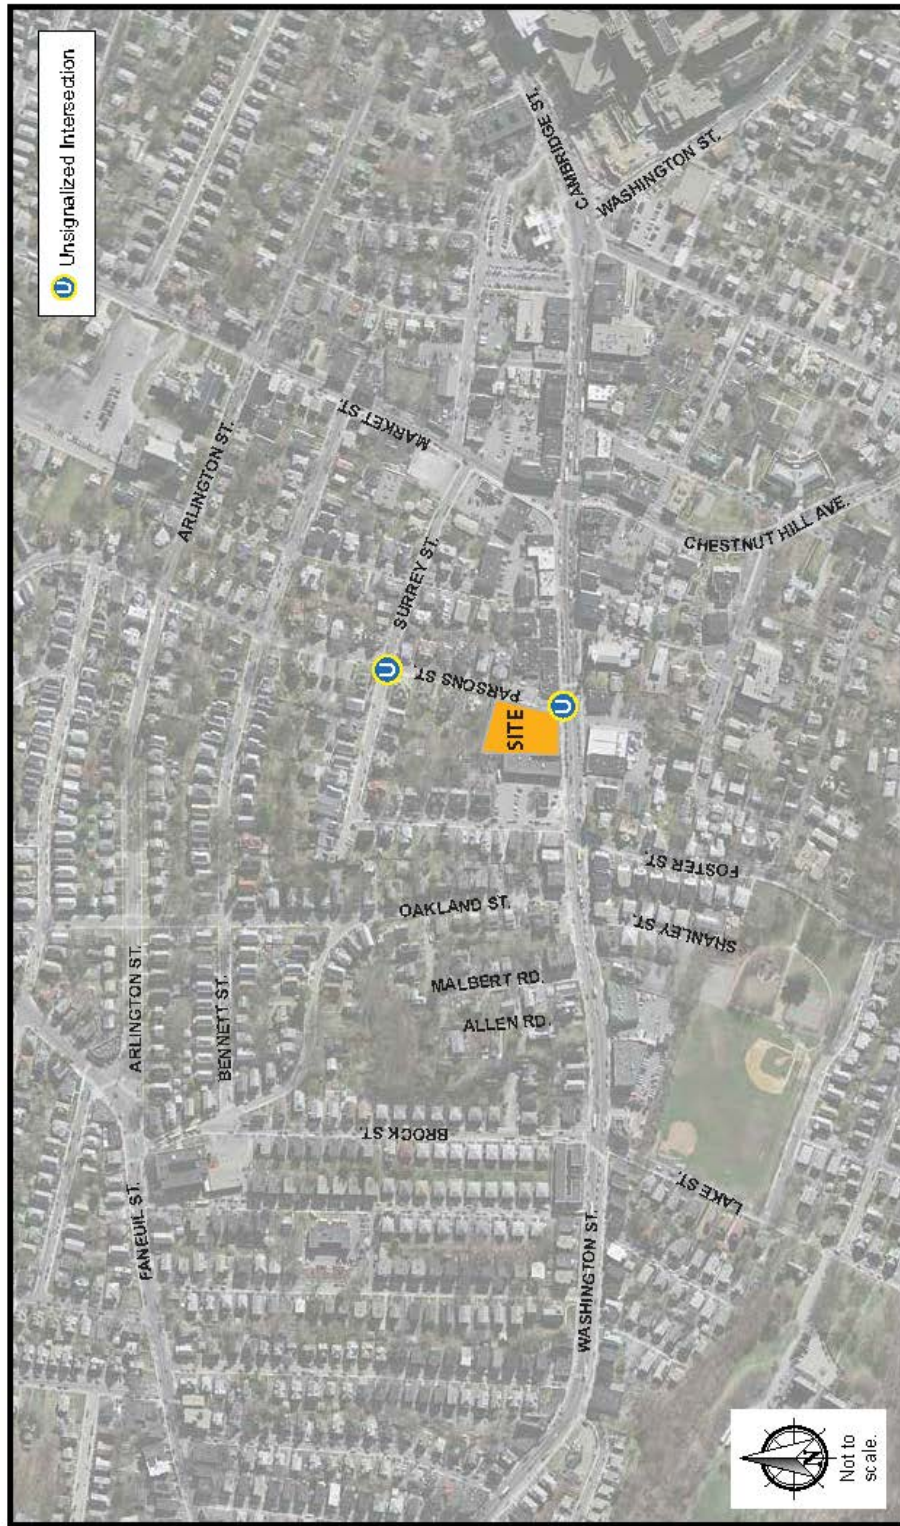 Unsignalized Intersection
U
FANEUIL ST.
ARLINGTON ST.
BENNETT ST.
ARLINGTON ST.
BROCK ST.
OAKLAND ST.
MALBERT RD.
ALLEN RD.
SURREY ST.
MARKET ST.
U
PARSONS ST.
SITE
U
CAMBRIDGE ST.
WASHINGTON ST.
WASHINGTON ST.
LAKE ST.
SHANLEY ST.
FOSTER ST.
CHESTNUT HILL AVE.
N
Not to
scale.